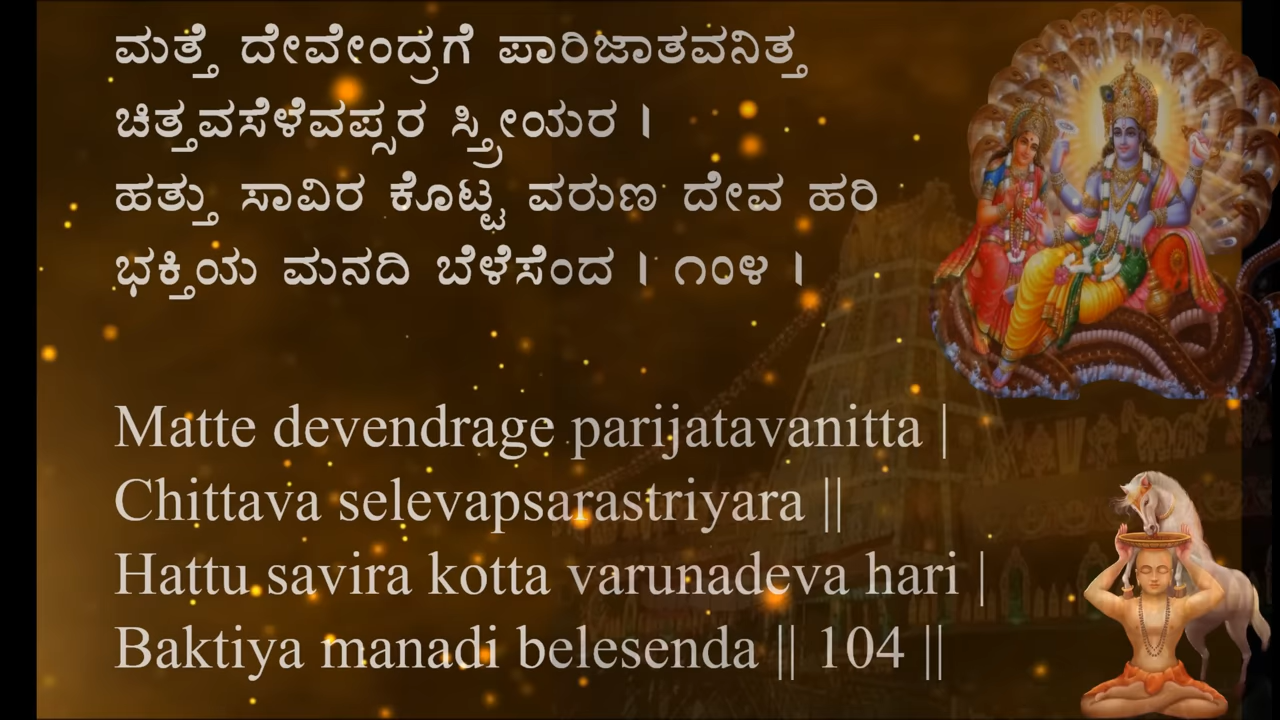 ಮತ್ತೆ ದೇವೇಂದ್ರಗೆ ಪಾರಿಜಾತವನಿತ್ತ
ಚಿತ್ತವಸೆಳೆವಪ್ಸರ ಸ್ತ್ರೀಯರ ।
ಹತ್ತು ಸಾವಿರ ಕೊಟ್ಟ ವರುಣ ದೇವ ಹರಿ
ಭಕ್ತಿಯ ಮನದಿ ಬೆಳೆಸೆಂದ । ೧೦೪ ।
Matte devendrage parijatavanitta |
Chittava selevapsarastriyara ||
Hattu savira kotta varunadeva hari |
Baktiya manadi belesenda || 104 ||